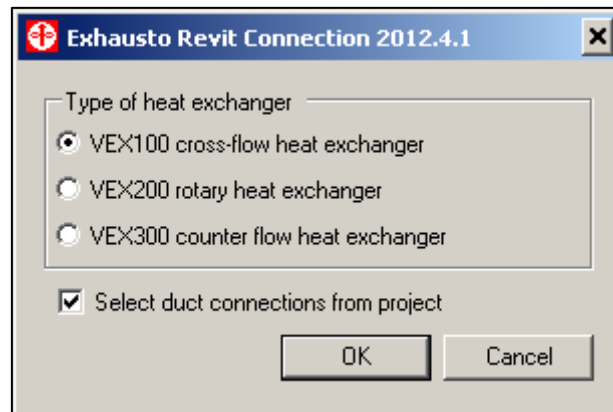 Exhausto Revit Connection 2012.4.1
Type of heat exchanger
VEX100 cross-flow heat exchanger
VEX200 rotary heat exchanger
VEX300 counter flow heat exchanger
Select duct connections from project
OK Cancel